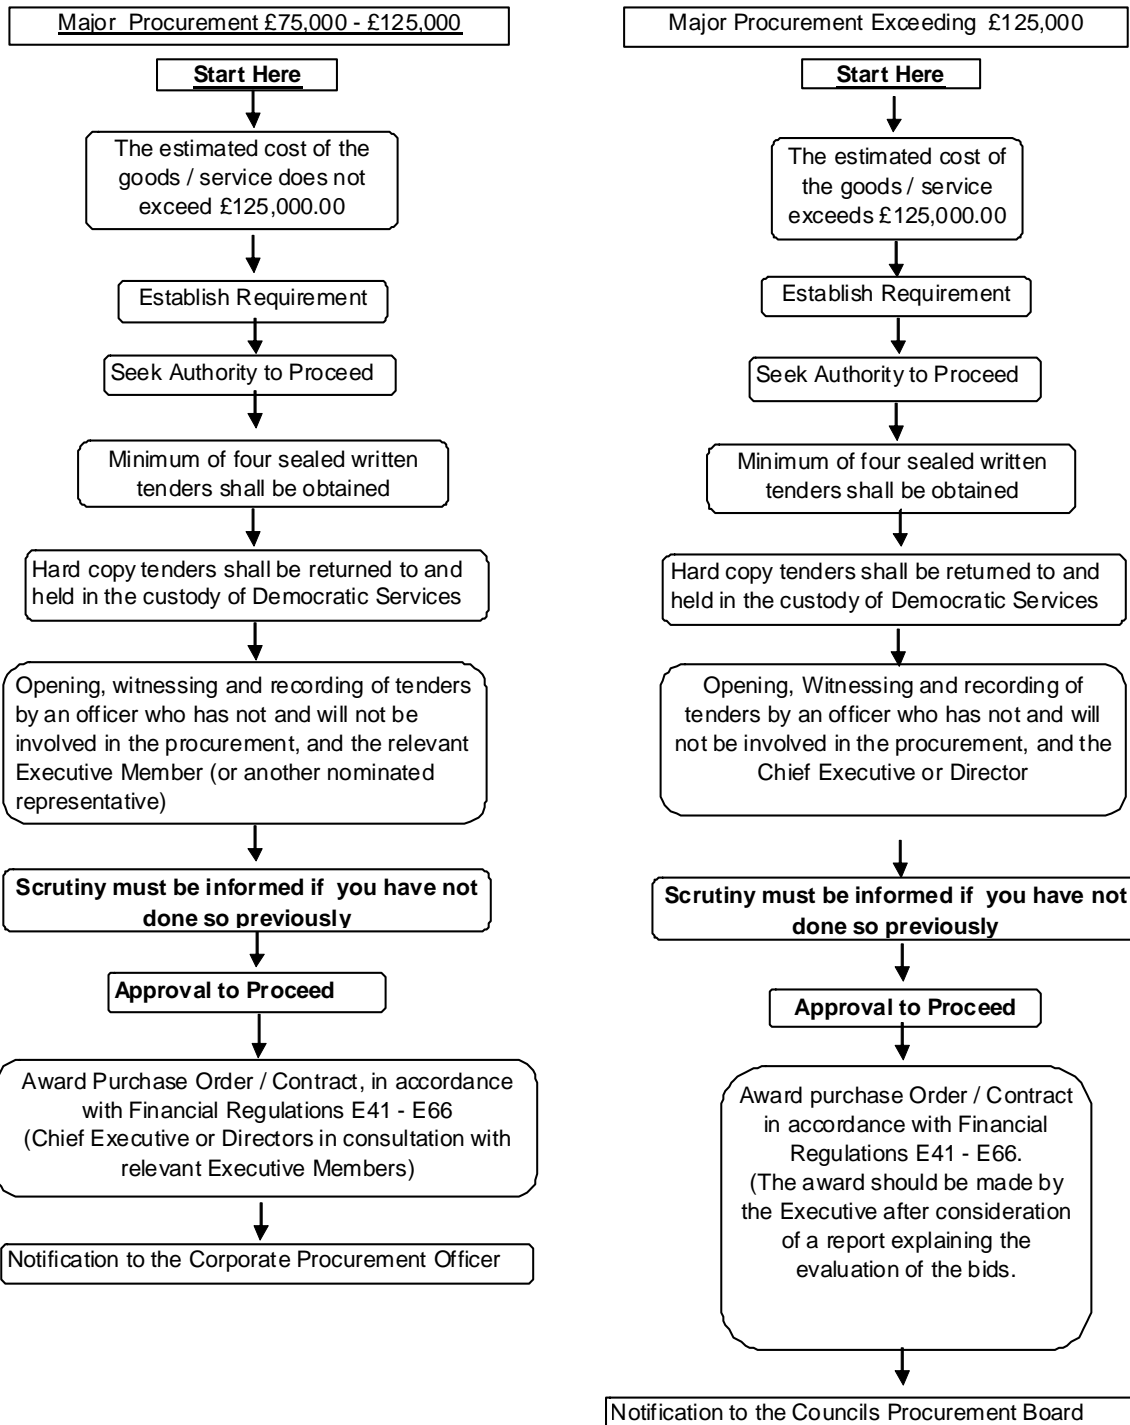 Major Procurement £75,000 - £125,000
Start Here
The estimated cost of the
goods / service does not
exceed £125,000.00
Establish Requirement
Seek Authority to Proceed
Minimum of four sealed written
tenders shall be obtained
Hard copy tenders shall be returned to and
held in the custody of Democratic Services
Opening, witnessing and recording of tenders
by an officer who has not and will not be
involved in the procurement, and the relevant
Executive Member (or another nominated
representative)
Scrutiny must be informed if you have not
done so previously
Approval to Proceed
Award Purchase Order / Contract, in accordance
with Financial Regulations E41 - E66
(Chief Executive or Directors in consultation with
relevant Executive Members)
Notification to the Corporate Procurement Officer
Major Procurement Exceeding £125,000
Start Here
The estimated cost of
the goods / service
exceeds £125,000.00
Establish Requirement
Seek Authority to Proceed
Minimum of four sealed written
tenders shall be obtained
Hard copy tenders shall be returned to and
held in the custody of Democratic Services
Opening, Witnessing and recording of
tenders by an officer who has not and will
not be involved in the procurement, and the
Chief Executive or Director
Scrutiny must be informed if you have not
done so previously
Approval to Proceed
Award purchase Order / Contract
in accordance with Financial
Regulations E41 - E66.
(The award should be made by
the Executive after consideration
of a report explaining the
evaluation of the bids.
Notification to the Councils Procurement Board